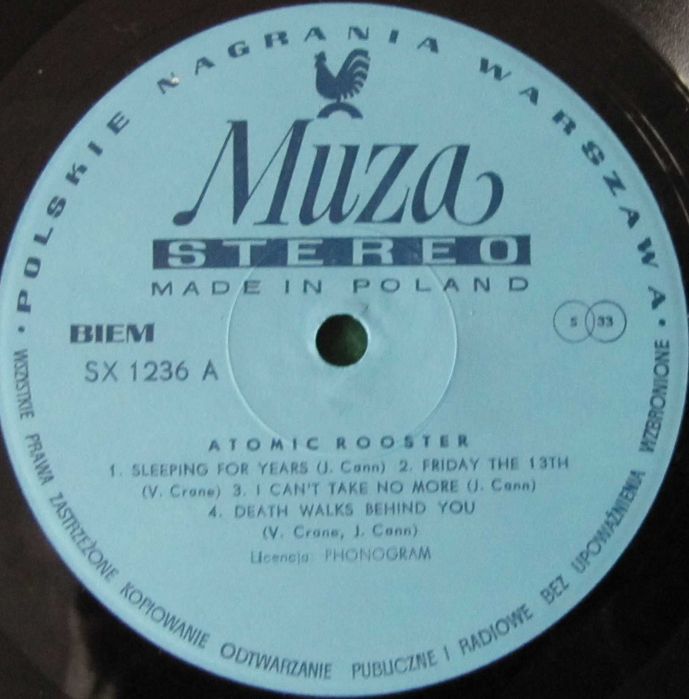 • POLSKIE NAGRANIA WARSZAWA •
Muza
STEREO
MADE IN POLAND
BIEM
S 33
SX 1236 A
ATOMIC ROOSTER
1. SLEEPING FOR YEARS (J. Cann) 2. FRIDAY THE 13TH
(V. Crane) 3. I CAN'T TAKE NO MORE (J. Cann)
4. DEATH WALKS BEHIND YOU
(V. Crane, J. Cann)
Licencja PHONOGRAM
WSZYSTKIE PRAWA ZASTRZEŻONE KOPIOWANIE ODTWARZANIE PUBLICZNE I RADIOWE BEZ UPOWAŻNIENIA WZBRONIONE